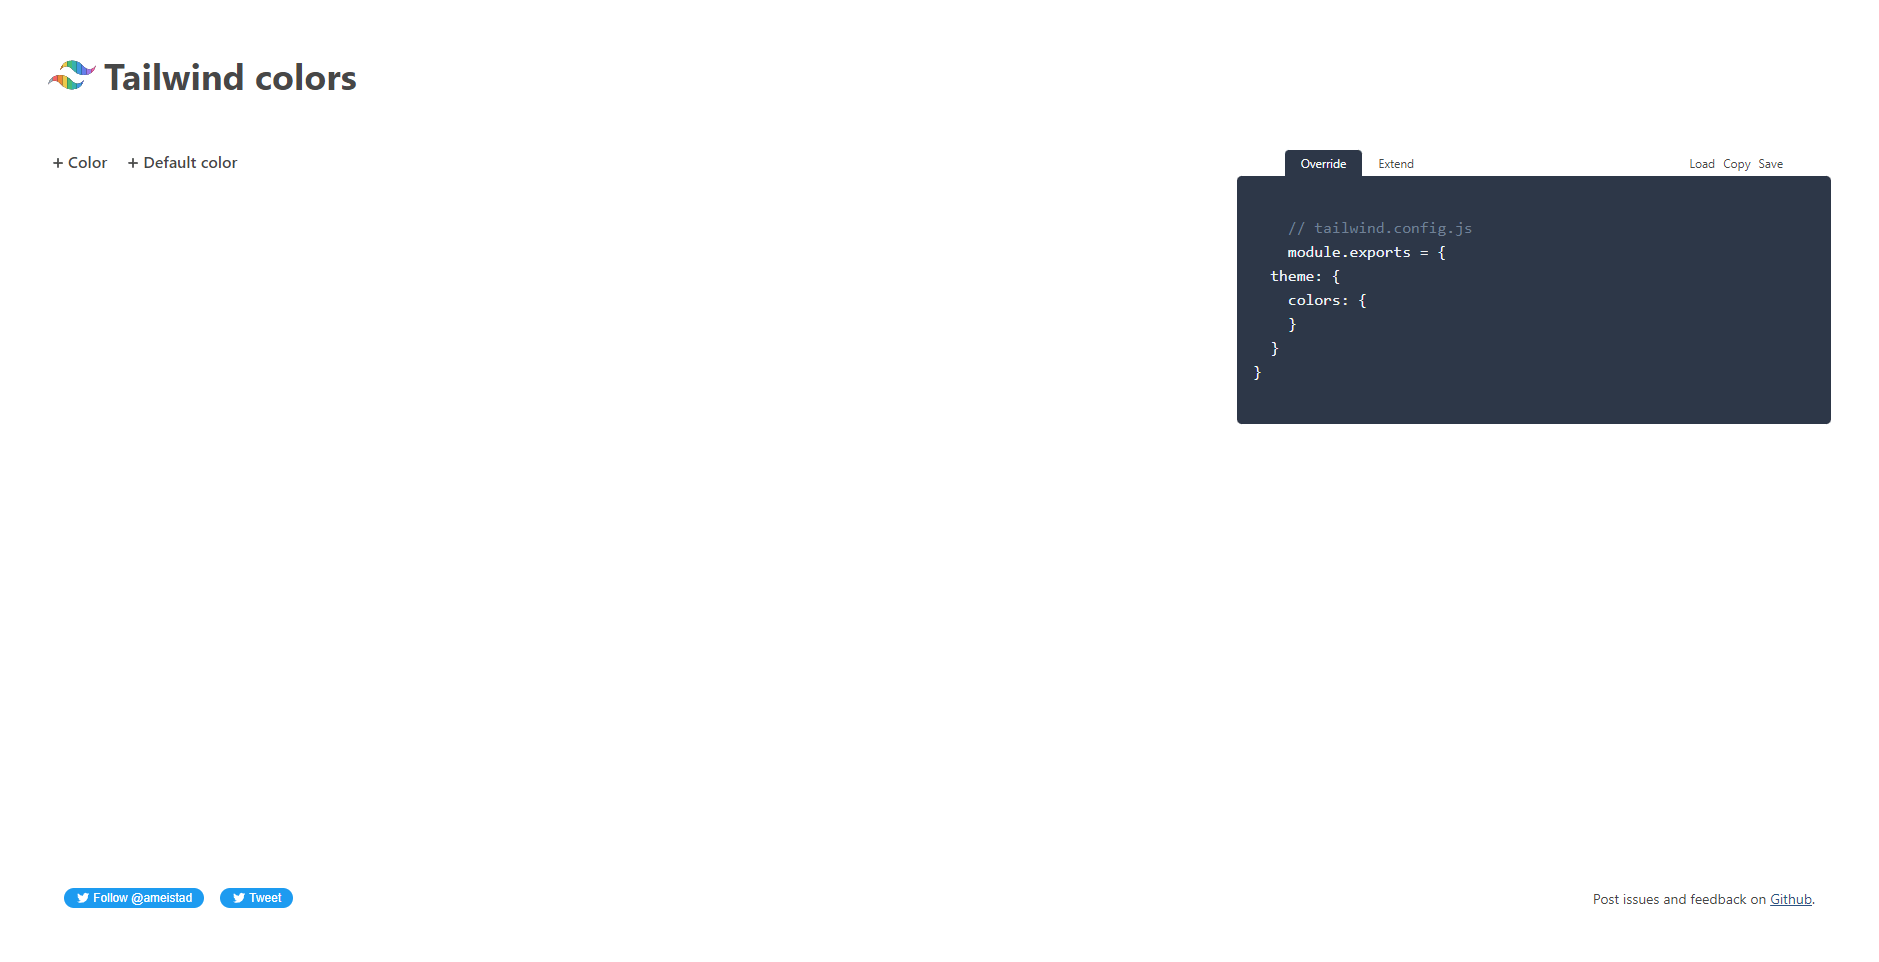 Tailwind colors
+ Color + Default color
Override Extend Load Copy Save
// tailwind.config.js
module.exports = {
theme: {
colors: {
}
}
}
Follow @ameistad Tweet
Post issues and feedback on Github.